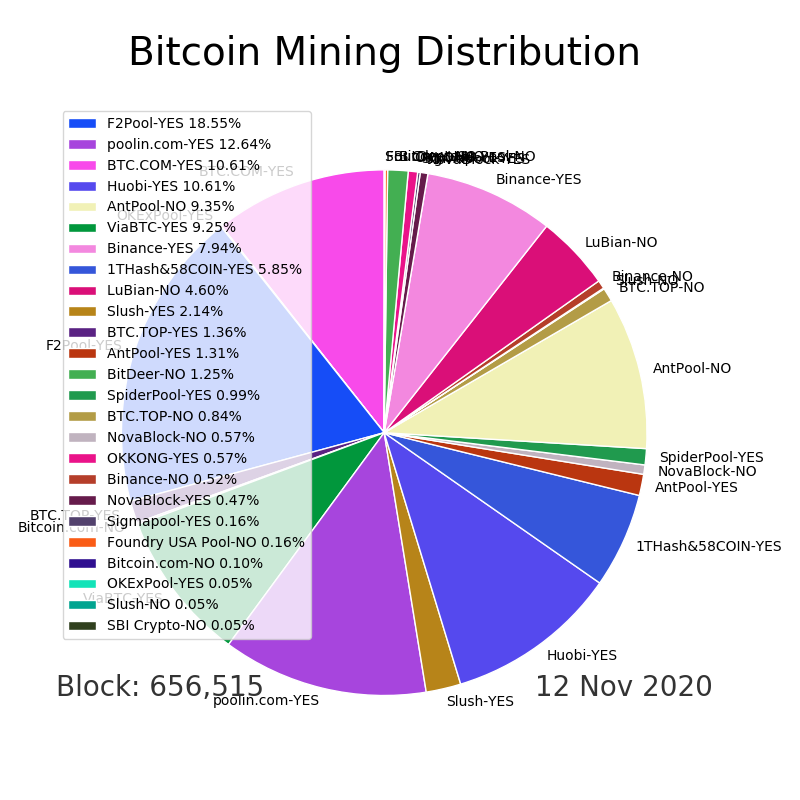 Bitcoin Mining Distribution
F2Pool-YES 18.55%
poolin.com-YES 12.64%
BTC.COM-YES 10.61%
Huobi-YES 10.61%
AntPool-NO 9.35%
ViaBTC-YES 9.25%
Binance-YES 7.94%
1THash&58COIN-YES 5.85%
LuBian-NO 4.60%
Slush-YES 2.14%
BTC.TOP-YES 1.36%
AntPool-YES 1.31%
BitDeer-NO 1.25%
SpiderPool-YES 0.99%
BTC.TOP-NO 0.84%
NovaBlock-NO 0.57%
OKKONG-YES 0.57%
Binance-NO 0.52%
NovaBlock-YES 0.47%
Sigmapool-YES 0.16%
Foundry USA Pool-NO 0.16%
Bitcoin.com-NO 0.10%
OKExPool-YES 0.05%
Slush-NO 0.05%
SBI Crypto-NO 0.05%
BTC.COM-YES
OKExPool-YES
F2Pool-YES
BTC.TOP-YES
Bitcoin.com-NO
ViaBTC-YES
poolin.com-YES
Slush-YES
Huobi-YES
1THash&58COIN-YES
AntPool-YES
NovaBlock-NO
SpiderPool-YES
AntPool-NO
BTC.TOP-NO
Slush-NO
Binance-NO
LuBian-NO
Binance-YES
NovaBlock-YES
Block: 656,515
12 Nov 2020